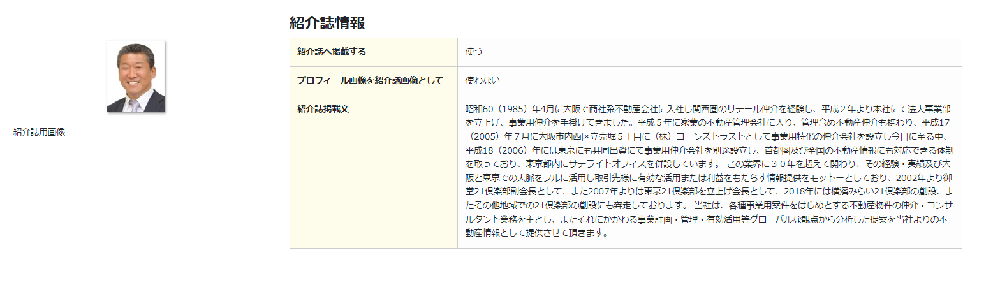 紹介誌情報
紹介誌用画像
紹介誌へ掲載する
使う
プロフィール画像を紹介誌画像として
使わない
紹介誌掲載文
昭和60（1985）年4月に大阪で商社系不動産会社に入社し関西圏のリテール仲介を経験し、平成２年より本社にて法人事業部
を立上げ、事業用仲介を手掛けてきました。平成５年に家業の不動産管理会社に入り、管理含め不動産仲介も携わり、平成17
（2005）年７月に大阪市内西区立売堀５丁目に（株）コーンズトラストとして事業用特化の仲介会社を設立し今日に至る中、
平成18（2006）年には東京にも共同出資にて事業用仲介会社を別途設立し、首都圏及び全国の不動産情報にも対応できる体制
を取っており、東京都内にサテライトオフィスを併設しています。 この業界に３０年を超えて関わり、その経験・実績及び大
阪と東京での人脈をフルに活用し取引先様に有効な活用または利益をもたらす情報提供をモットーとしており、2002年より御
堂21倶楽部副会長として、また2007年よりは東京21倶楽部を立上げ会長として、2018年には横濱みらい21倶楽部の創設、ま
たその他地域での21倶楽部の創設にも奔走しております。 当社は、各種事業用案件をはじめとする不動産物件の仲介・コンサ
ルタント業務を主とし、またそれにかかわる事業計画・管理・有効活用等グローバルな観点から分析した提案を当社よりの不
動産情報として提供させて頂きます。